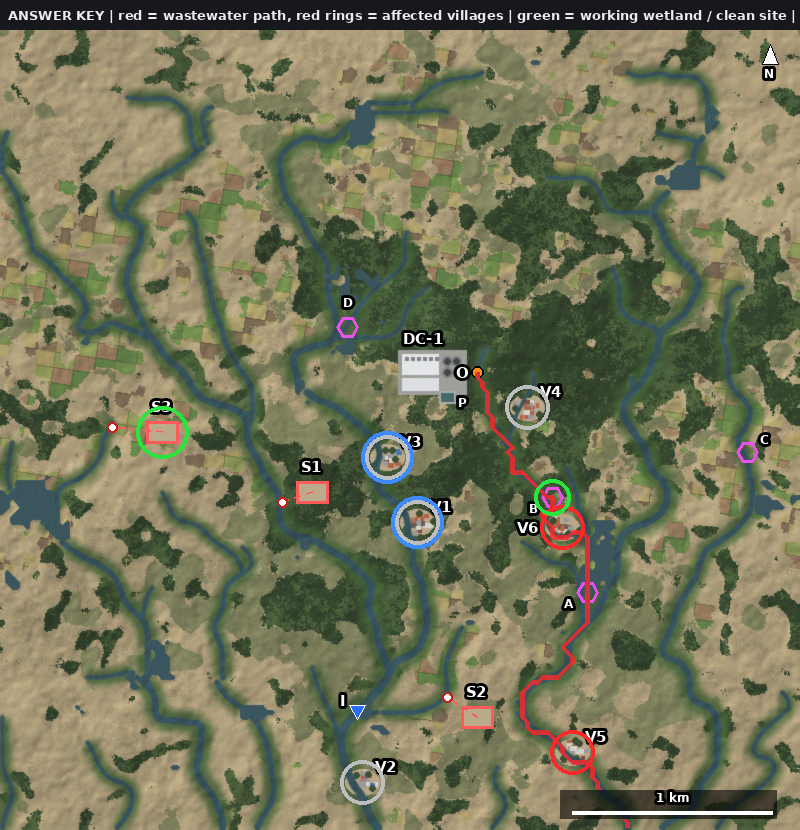 ANSWER KEY | red = wastewater path, red rings = affected villages | green = working wetland / clean site |
N
D
DC-1
O
P
V4
S3
V3
C
S1
V1
B
V6
A
S2
I
V5
V2
1 km